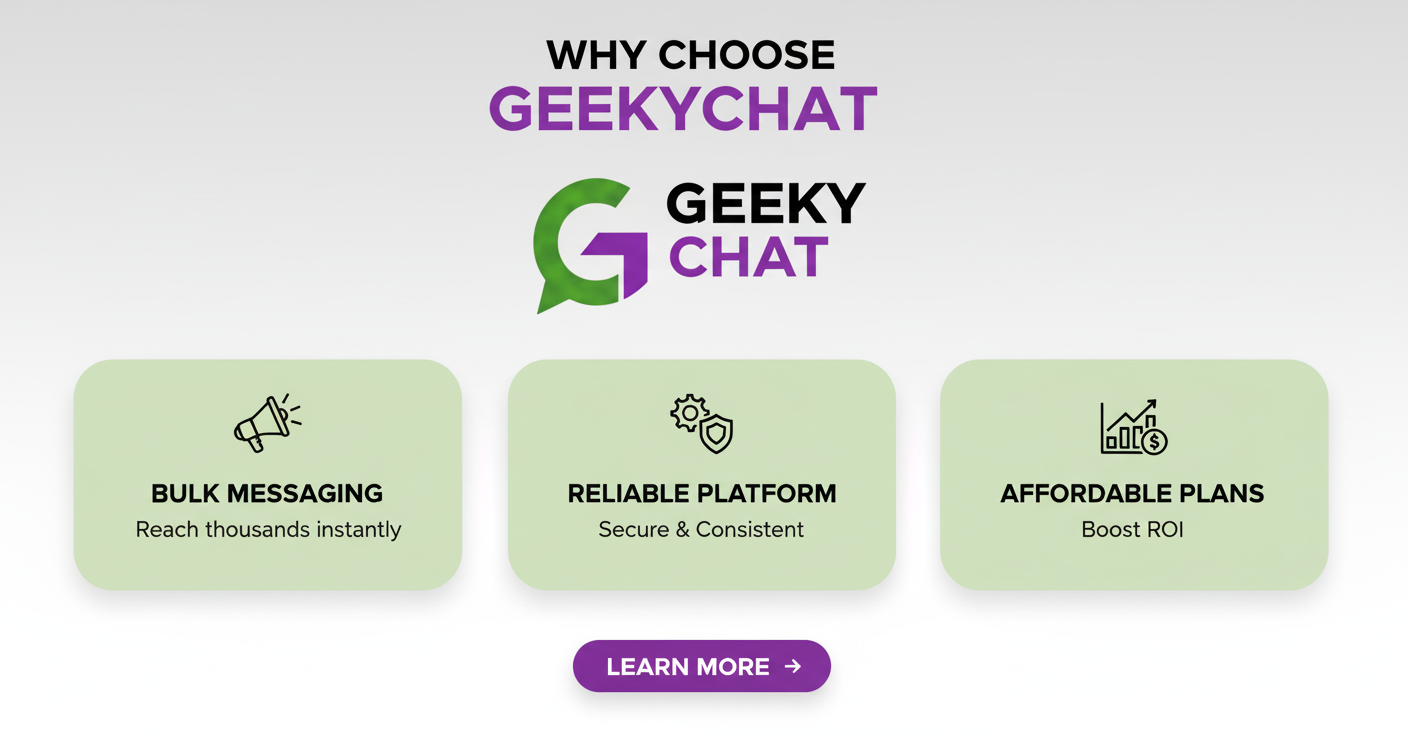 WHY CHOOSE
GEEKYCHAT
GEEKY
CHAT
BULK MESSAGING
Reach thousands instantly
RELIABLE PLATFORM
Secure & Consistent
AFFORDABLE PLANS
Boost ROI
LEARN MORE →